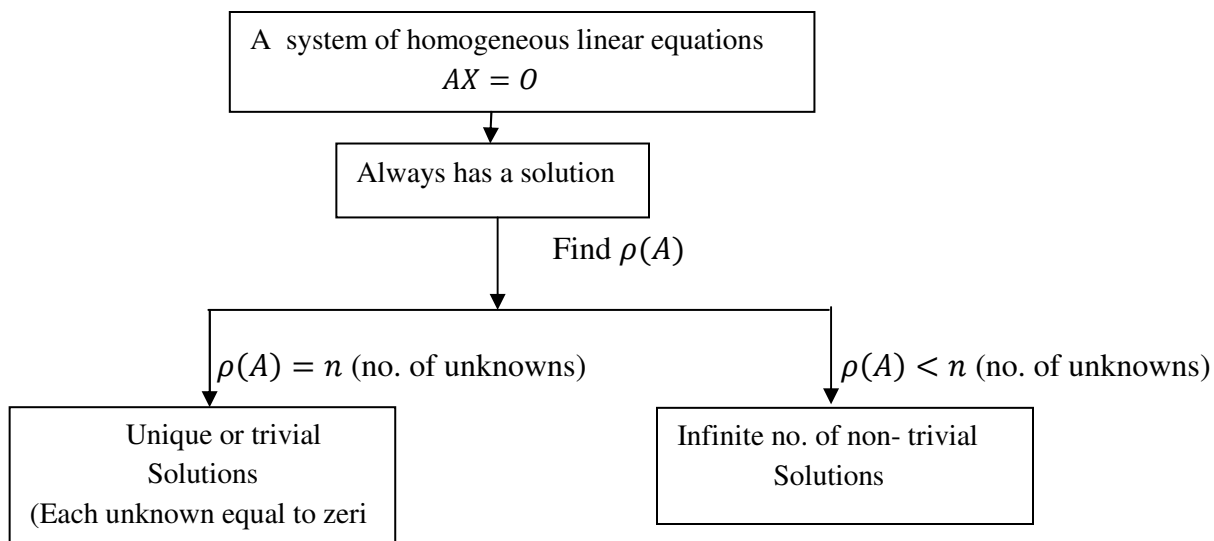 A system of homogeneous linear equations
𝐴𝑋 = 𝑂
Always has a solution
Find 𝜌(𝐴)
𝜌(𝐴) = 𝑛 (no. of unknowns)
𝜌(𝐴) < 𝑛 (no. of unknowns)
Unique or trivial
Solutions
(Each unknown equal to zeri
Infinite no. of non- trivial
Solutions